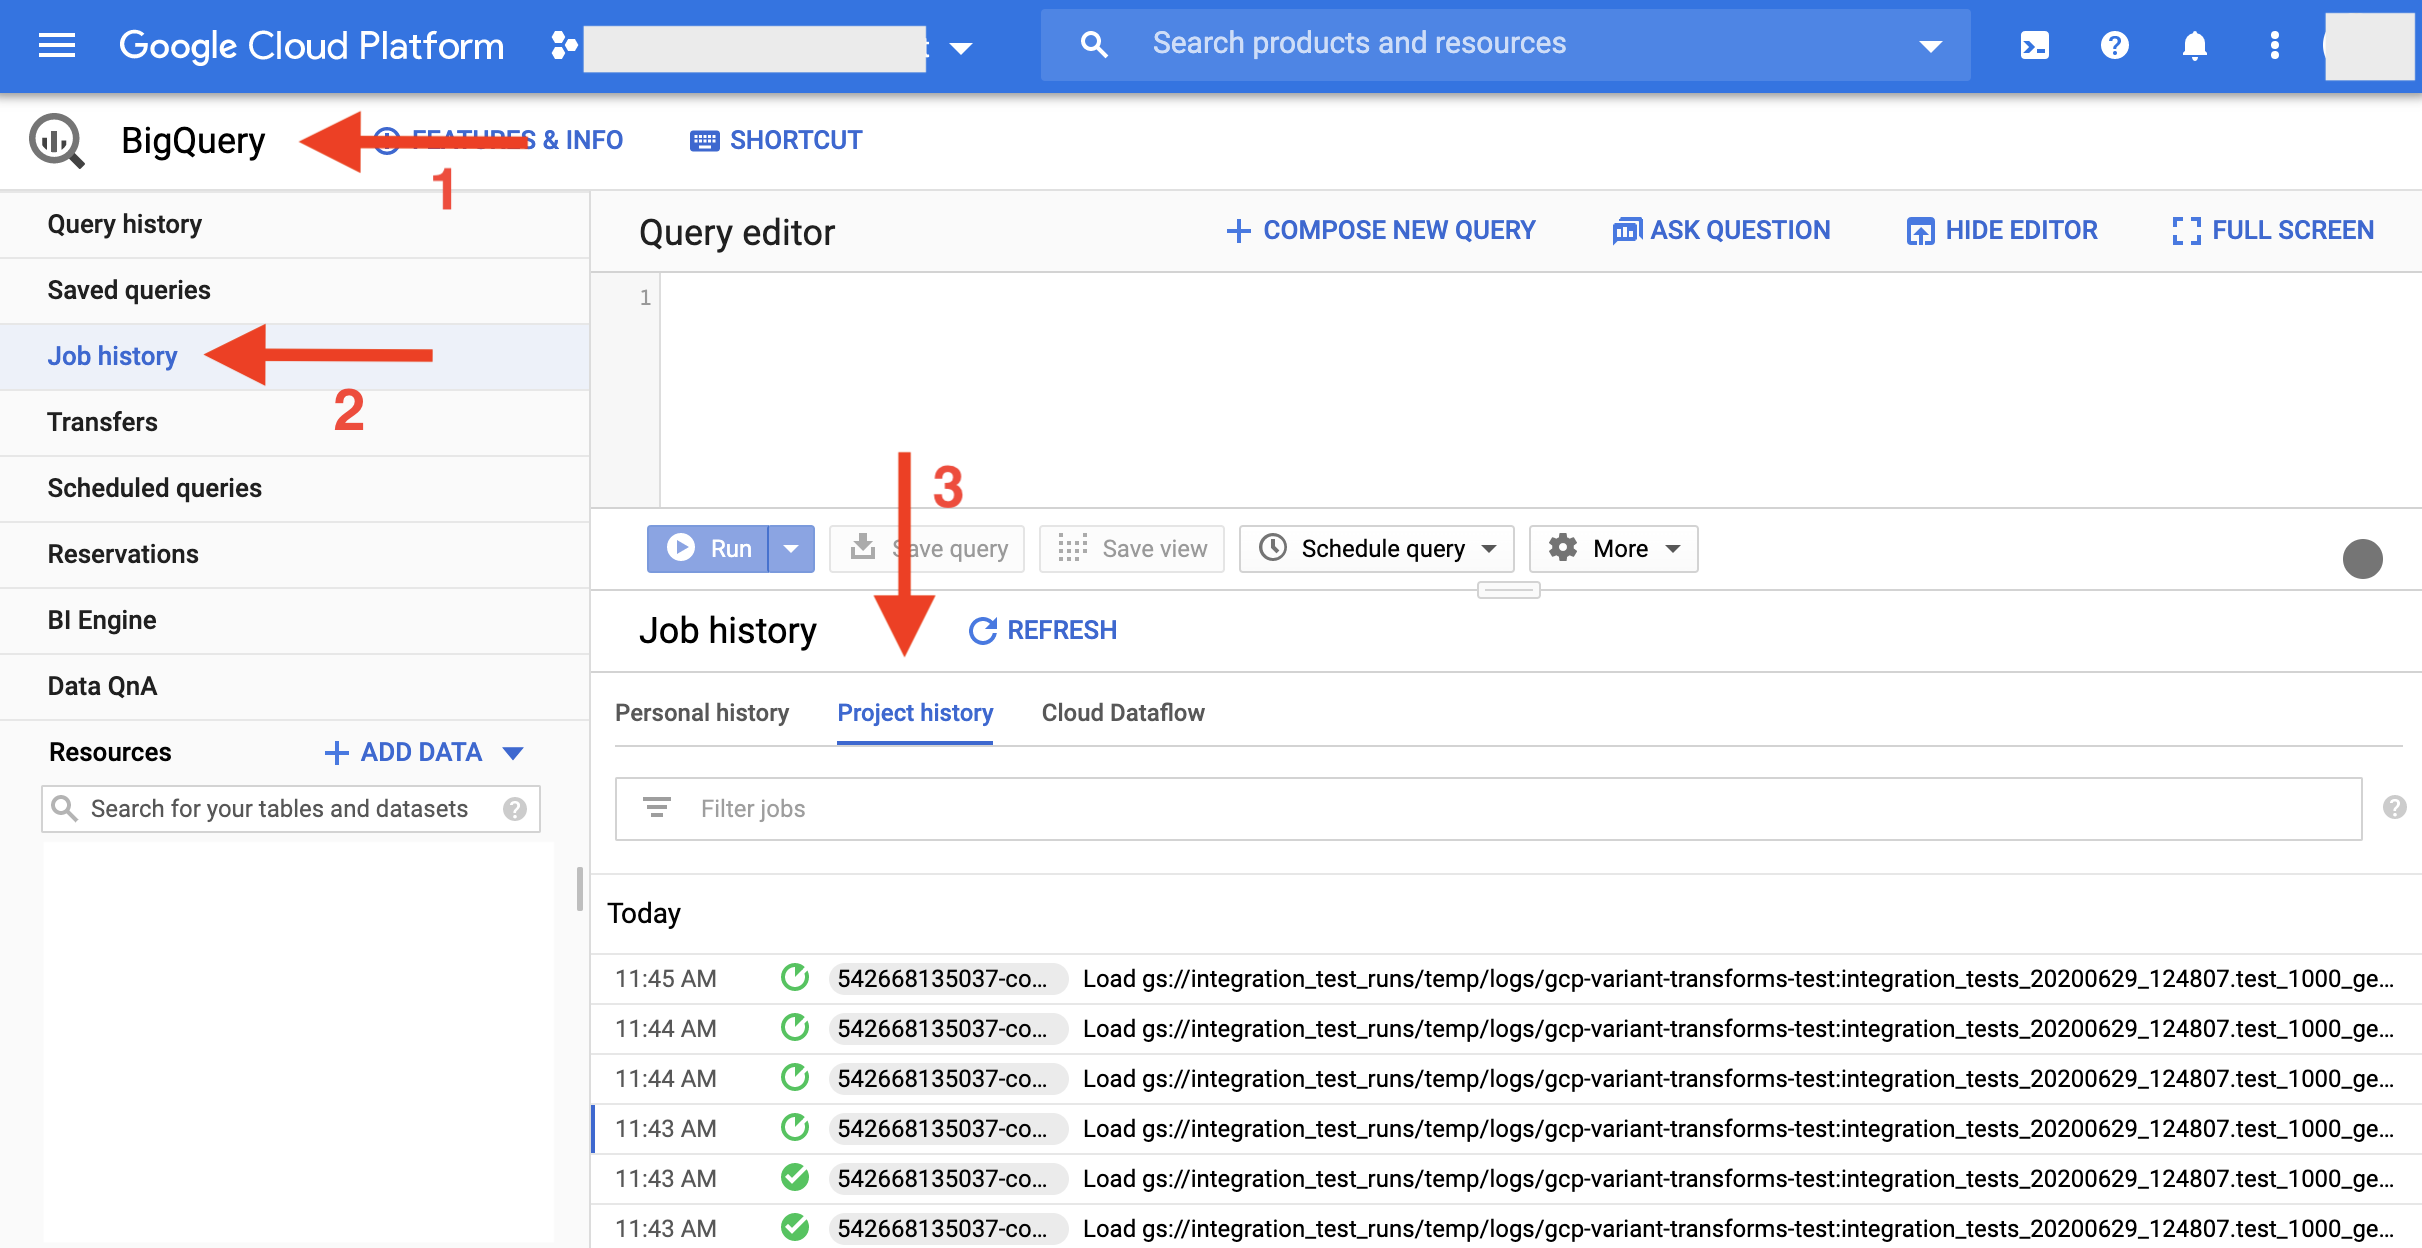 Google Cloud Platform
Search products and resources
BigQuery
FEATURES & INFO
SHORTCUT
1
Query history
Saved queries
Job history
2
Transfers
Scheduled queries
Reservations
BI Engine
Data QnA
Resources
ADD DATA
Search for your tables and datasets
Query editor
COMPOSE NEW QUERY
ASK QUESTION
HIDE EDITOR
FULL SCREEN
1
3
Run
Save query
Save view
Schedule query
More
Job history
REFRESH
Personal history
Project history
Cloud Dataflow
Filter jobs
Today
11:45 AM 542668135037-co... Load gs://integration_test_runs/temp/logs/gcp-variant-transforms-test:integration_tests_20200629_124807.test_1000_ge...
11:44 AM 542668135037-co... Load gs://integration_test_runs/temp/logs/gcp-variant-transforms-test:integration_tests_20200629_124807.test_1000_ge...
11:44 AM 542668135037-co... Load gs://integration_test_runs/temp/logs/gcp-variant-transforms-test:integration_tests_20200629_124807.test_1000_ge...
11:43 AM 542668135037-co... Load gs://integration_test_runs/temp/logs/gcp-variant-transforms-test:integration_tests_20200629_124807.test_1000_ge...
11:43 AM 542668135037-co... Load gs://integration_test_runs/temp/logs/gcp-variant-transforms-test:integration_tests_20200629_124807.test_1000_ge...
11:43 AM 542668135037-co... Load gs://integration_test_runs/temp/logs/gcp-variant-transforms-test:integration_tests_20200629_124807.test_1000_ge...